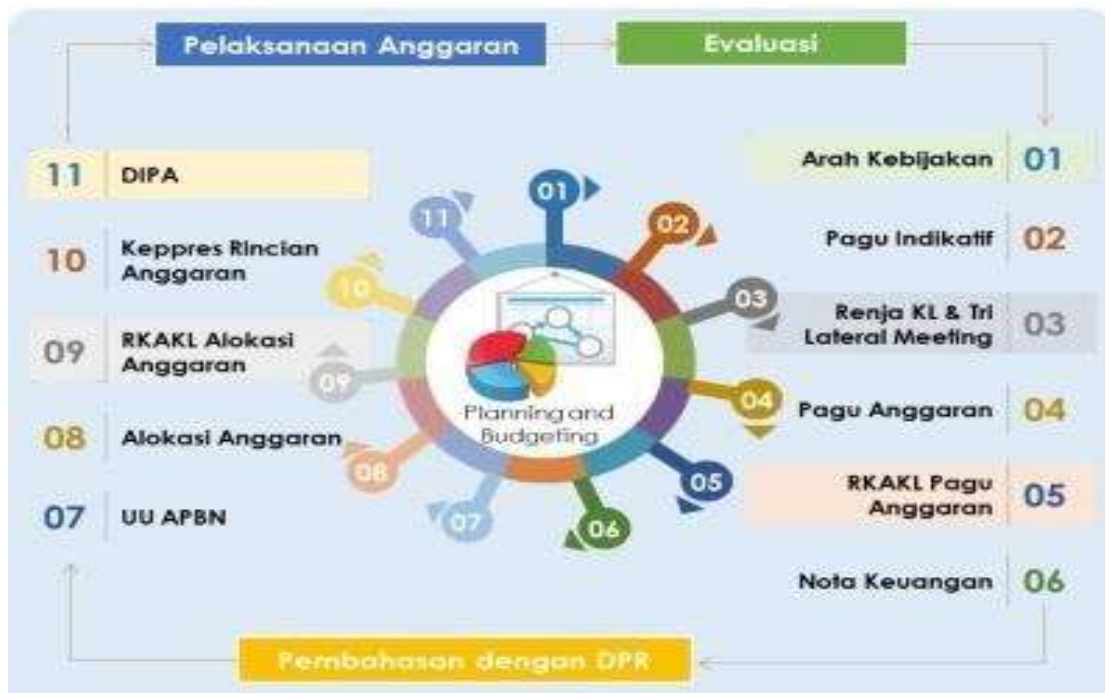 Pelaksanaan Anggaran
Evaluasi
11 DIPA
10 Keppres Rincian
Anggaran
09 RKAKL Alokasi
Anggaran
08 Alokasi Anggaran
07 UU APBN
01
02
03
04
05
06
07
08
09
10
11
Planning and
Budgeting
Arah Kebijakan 01
Pagu Indikatif 02
Renja KL & Tri
Lateral Meeting 03
Pagu Anggaran 04
RKAKL Pagu
Anggaran 05
Nota Keuangan 06
Pembahasan dengan DPR